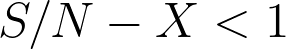 S/N − X < 1